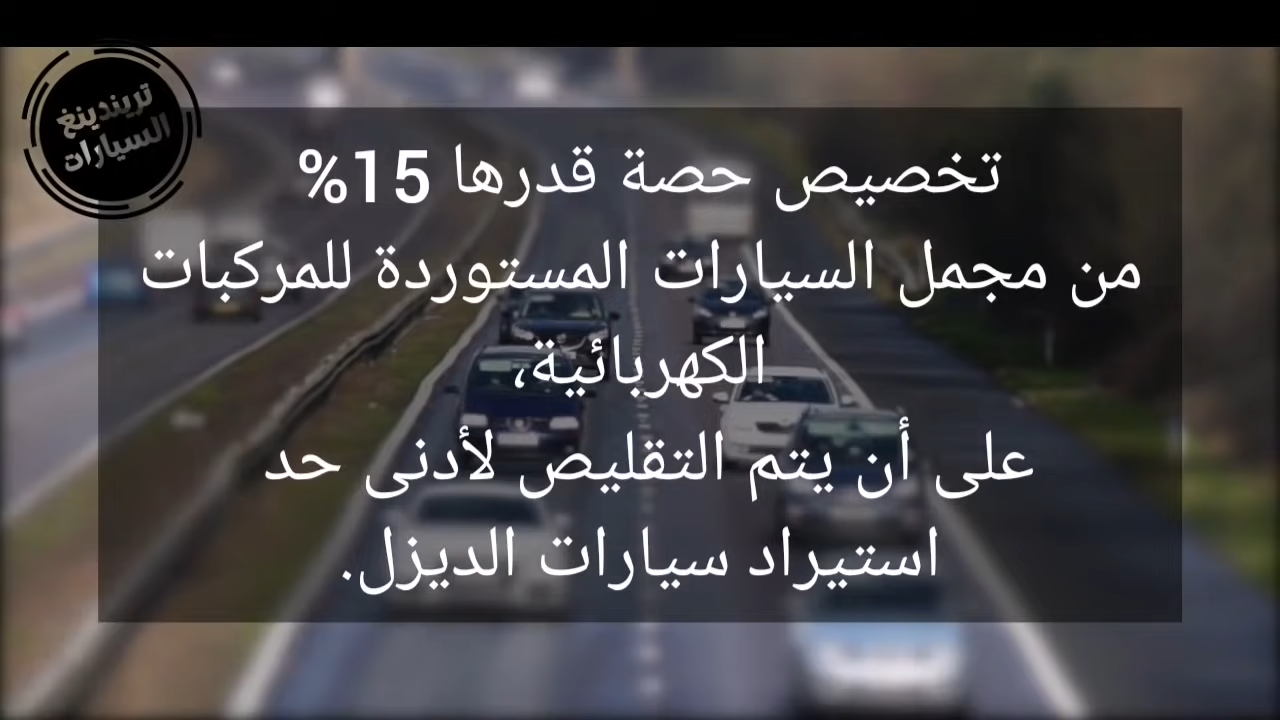 تريندينغ
السيارات
تخصيص حصة قدرها 15%
من مجمل السيارات المستوردة للمركبات
الكهربائية،
على أن يتم التقليص لأدنى حد
استيراد سيارات الديزل.